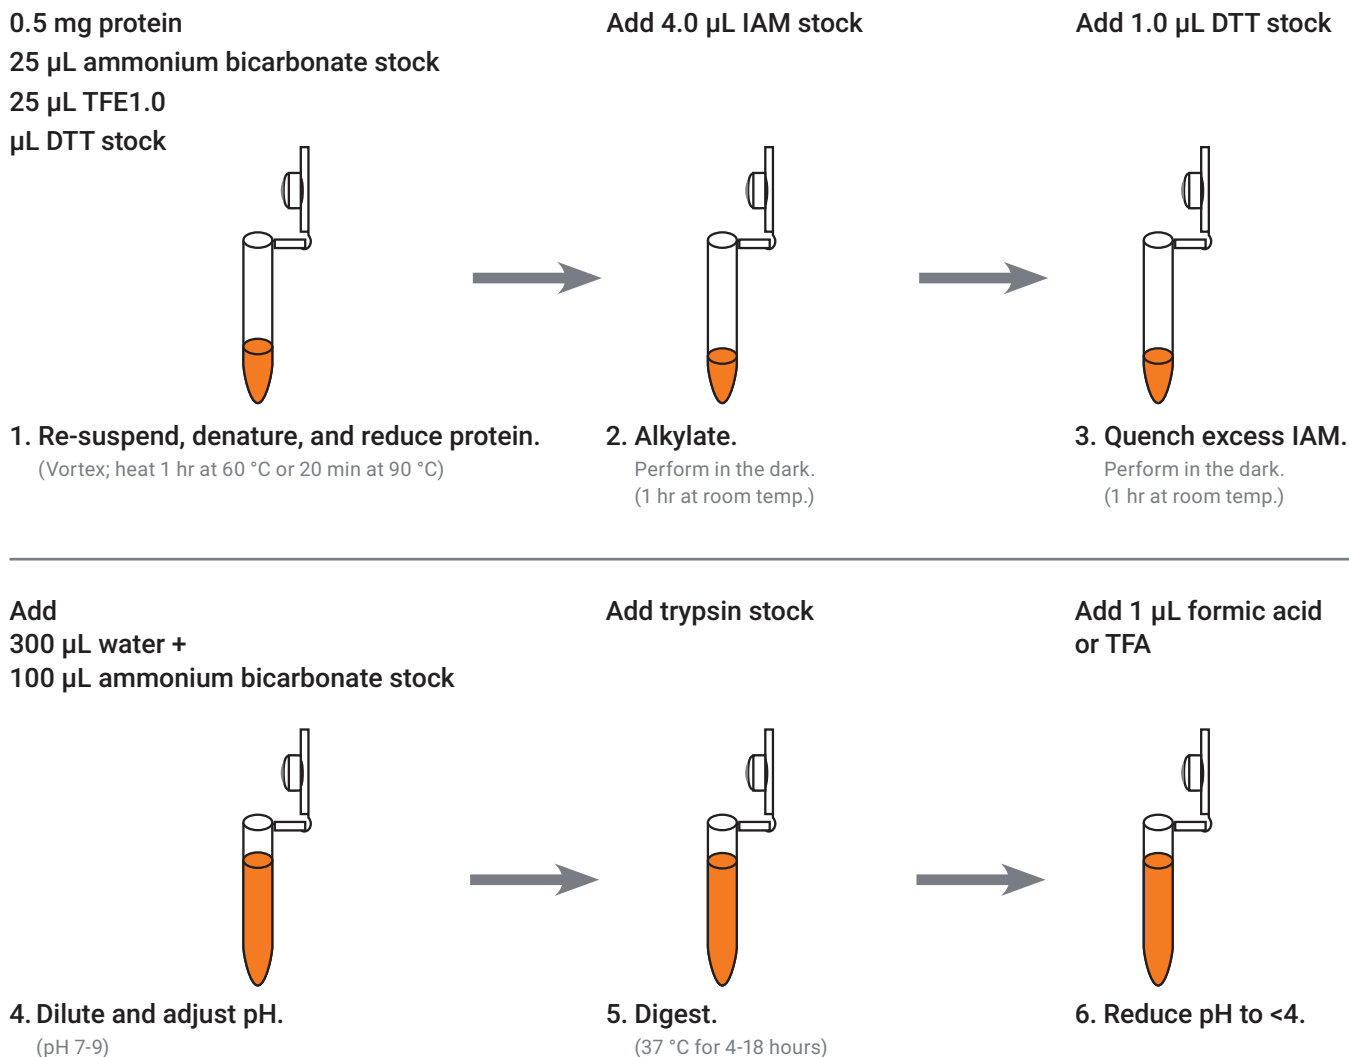 0.5 mg protein
25 µL ammonium bicarbonate stock
25 µL TFE1.0
µL DTT stock
Add 4.0 µL IAM stock
Add 1.0 µL DTT stock
1. Re-suspend, denature, and reduce protein.
(Vortex; heat 1 hr at 60 °C or 20 min at 90 °C)
2. Alkylate.
Perform in the dark.
(1 hr at room temp.)
3. Quench excess IAM.
Perform in the dark.
(1 hr at room temp.)
Add
300 µL water +
100 µL ammonium bicarbonate stock
Add trypsin stock
Add 1 µL formic acid
or TFA
4. Dilute and adjust pH.
(pH 7-9)
5. Digest.
(37 °C for 4-18 hours)
6. Reduce pH to <4.